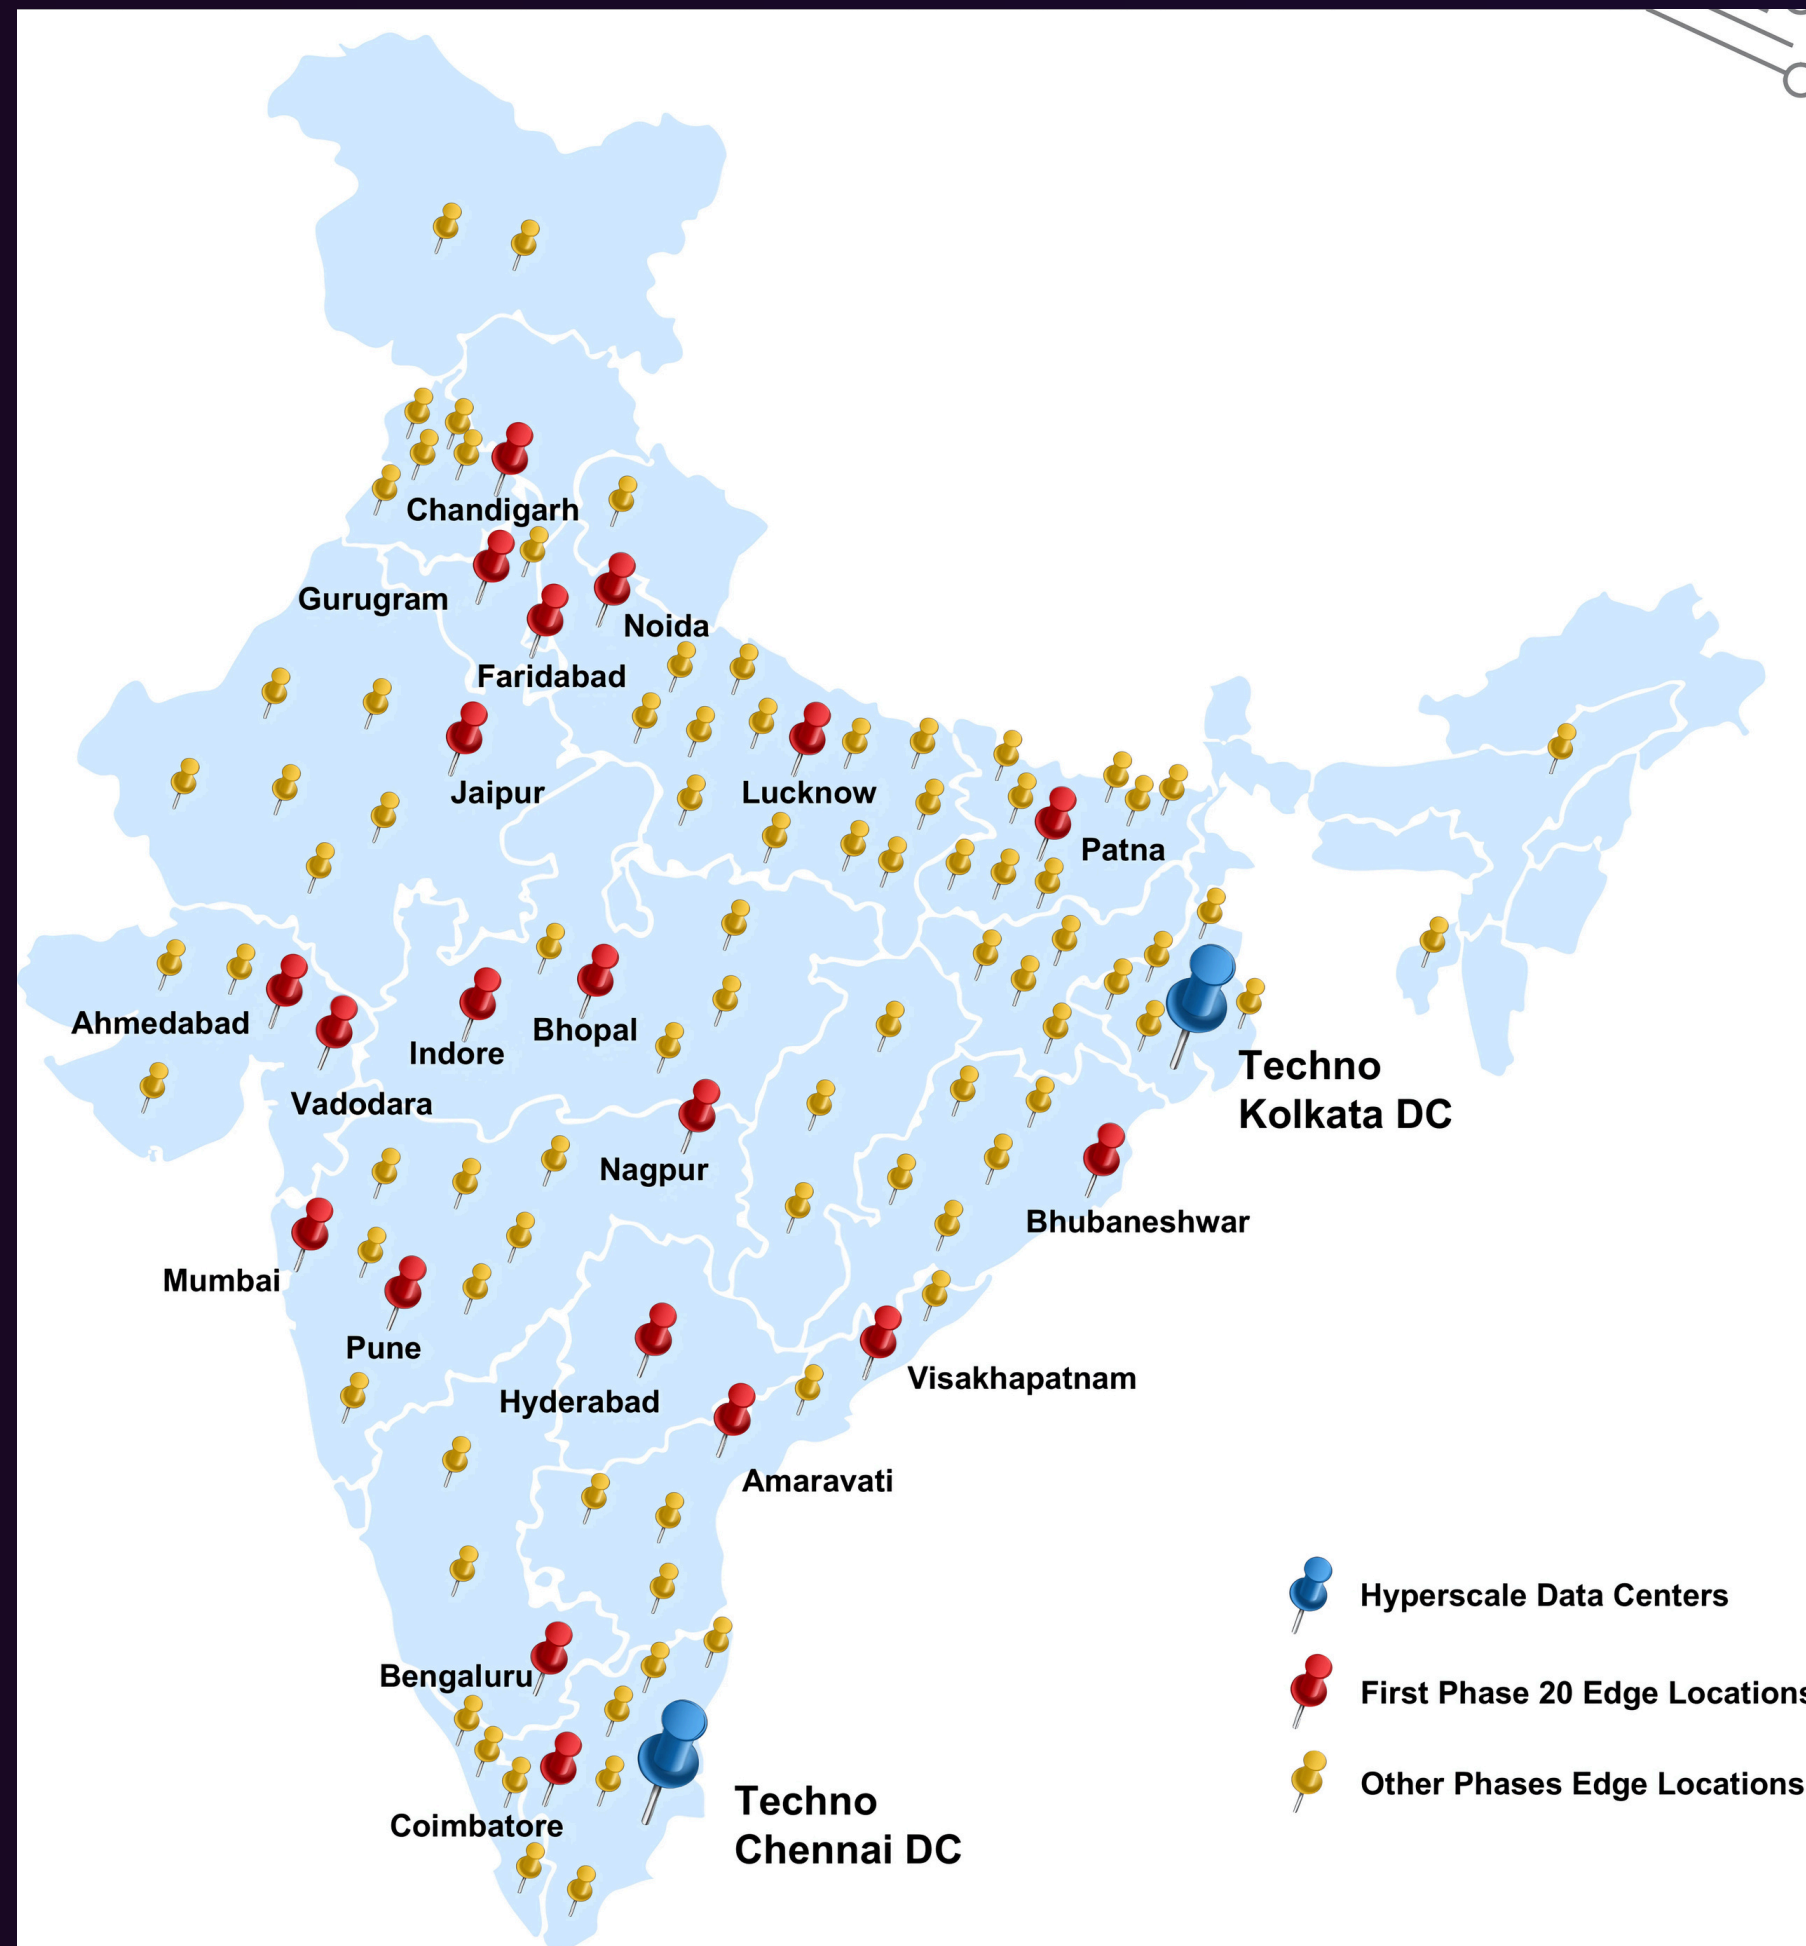 Chandigarh
Gurugram
Noida
Faridabad
Jaipur
Lucknow
Patna
Ahmedabad
Bhopal
Indore
Techno
Kolkata DC
Vadodara
Nagpur
Bhubaneshwar
Mumbai
Pune
Visakhapatnam
Hyderabad
Amaravati
Bengaluru
Techno
Chennai DC
Coimbatore
Hyperscale Data Centers
First Phase 20 Edge Locations
Other Phases Edge Locations